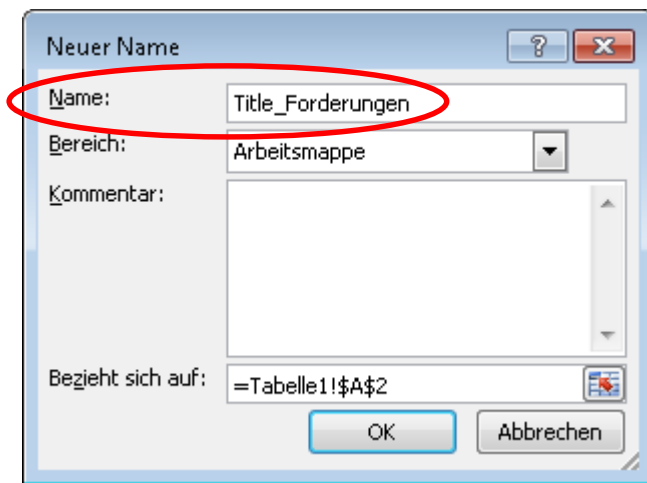 Neuer Name
Name: Title_Forderungen
Bereich: Arbeitsmappe
Kommentar:
Bezieht sich auf: =Tabelle1!$A$2
OK Abbrechen